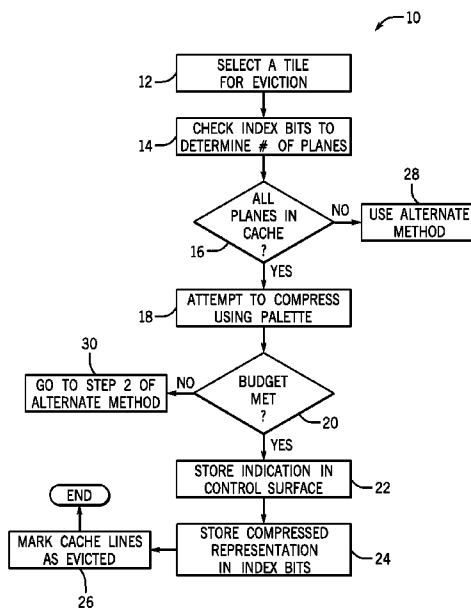 10
12
SELECT A TILE
FOR EVICTION
14
CHECK INDEX BITS TO
DETERMINE # OF PLANES
16
ALL
PLANES IN
CACHE
?
NO
28
USE ALTERNATE
METHOD
YES
18
ATTEMPT TO COMPRESS
USING PALETTE
30
GO TO STEP 2 OF
ALTERNATE METHOD
NO
BUDGET
MET
?
20
YES
STORE INDICATION IN
CONTROL SURFACE
22
END
MARK CACHE LINES
AS EVICTED
26
STORE COMPRESSED
REPRESENTATION
IN INDEX BITS
24